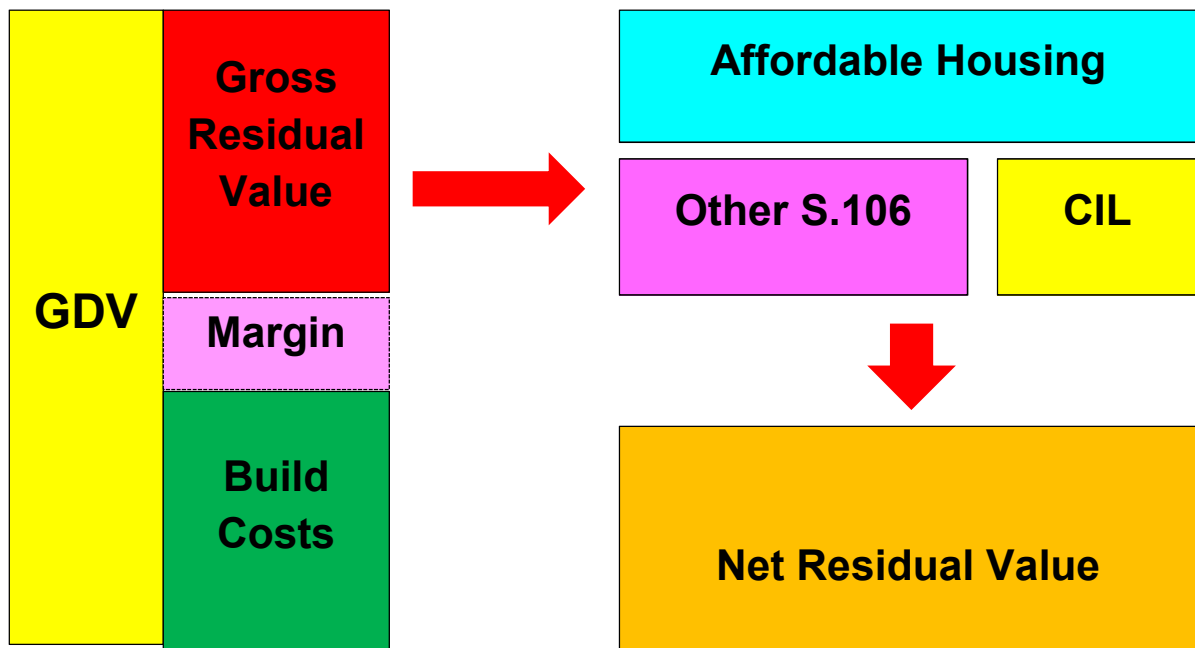 GDV
Gross
Residual
Value
Margin
Build
Costs
Affordable Housing
Other S.106
CIL
Net Residual Value